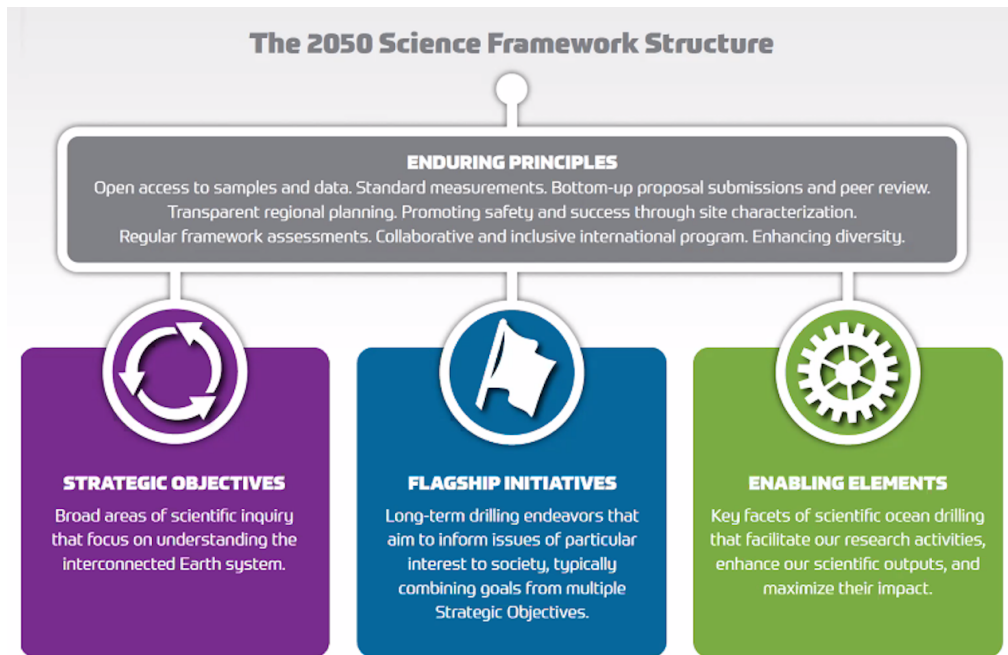 The 2050 Science Framework Structure
ENDURING PRINCIPLES
Open access to samples and data. Standard measurements. Bottom-up proposal submissions and peer review.
Transparent regional planning. Promoting safety and success through site characterization.
Regular framework assessments. Collaborative and inclusive international program. Enhancing diversity.
STRATEGIC OBJECTIVES
Broad areas of scientific inquiry
that focus on understanding the
interconnected Earth system.
FLAGSHIP INITIATIVES
Long-term drilling endeavors that
aim to inform issues of particular
interest to society, typically
combining goals from multiple
Strategic Objectives.
ENABLING ELEMENTS
Key facets of scientific ocean drilling
that facilitate our research activities,
enhance our scientific outputs, and
maximize their impact.